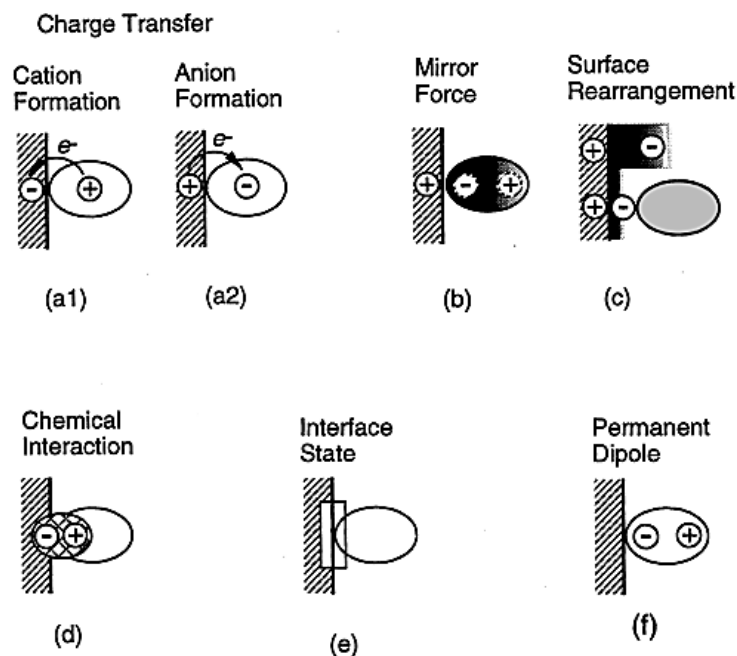 Charge Transfer
Cation
Formation
Anion
Formation
Mirror
Force
Surface
Rearrangement
e-
e-
- +
+ -
+ - +
+ -
+ -
(a1)
(a2)
(b)
(c)
Chemical
Interaction
Interface
State
Permanent
Dipole
- +
- +
(d)
(e)
(f)